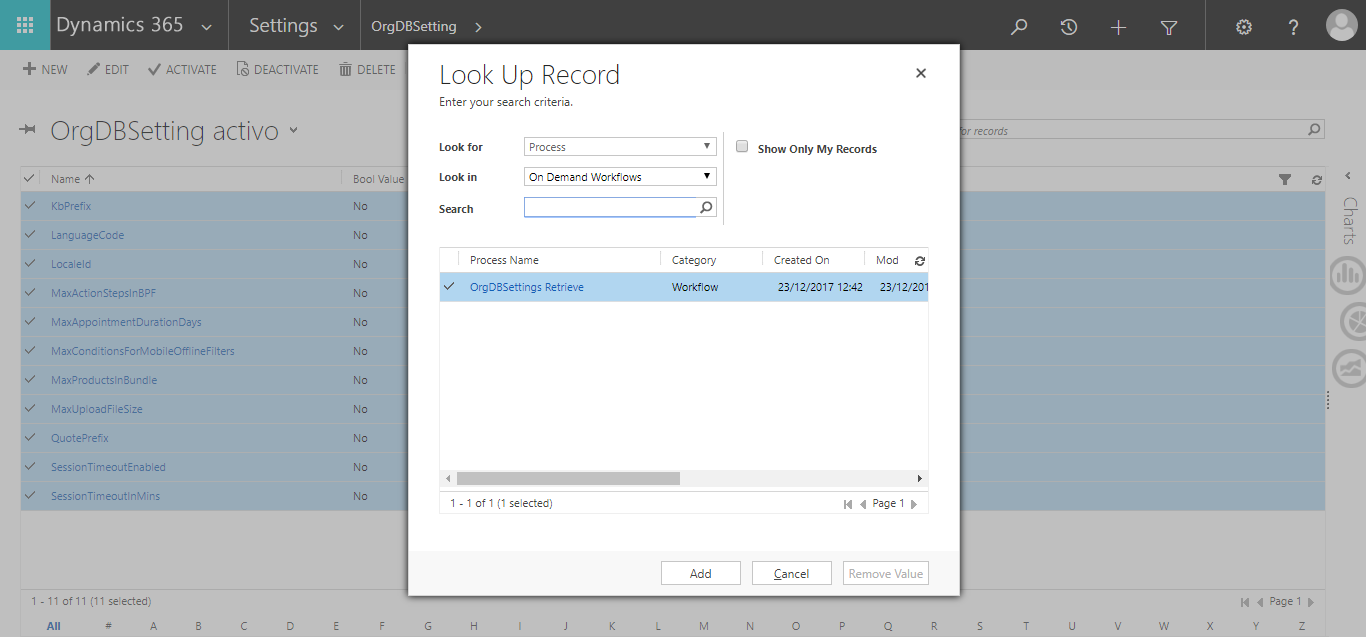 Dynamics 365 Settings OrgDBSetting
NEW EDIT ACTIVATE DEACTIVATE DELETE
OrgDBSetting activo
for records
Name Bool Value
KbPrefix No
LanguageCode No
LocaleId No
MaxActionStepsInBPF No
MaxAppointmentDurationDays No
MaxConditionsForMobileOfflineFilters No
MaxProductsInBundle No
MaxUploadFileSize No
QuotePrefix No
SessionTimeoutEnabled No
SessionTimeoutInMins No
Charts
Look Up Record
Enter your search criteria.
Look for Process
Show Only My Records
Look in On Demand Workflows
Search
Process Name Category Created On Mod
OrgDBSettings Retrieve Workflow 23/12/2017 12:42 23/12/201
1 - 1 of 1 (1 selected) Page 1
Add Cancel Remove Value
1 - 11 of 11 (11 selected) Page 1
All # A B C D E F G H I J K L M N O P Q R S T U V W X Y Z